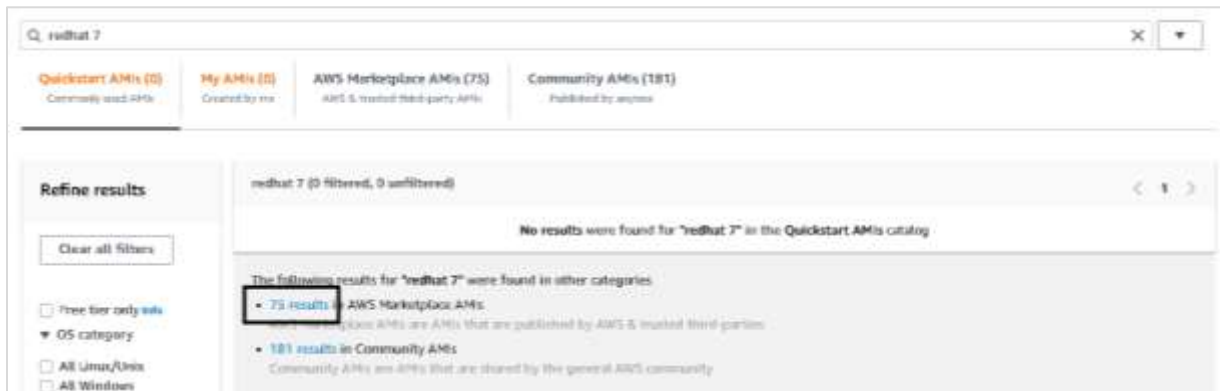 redhat 7
Quickstart AMIs (0)
Commonly used AMIs
My AMIs (0)
Created by me
AWS Marketplace AMIs (75)
AWS & trusted third-party AMIs
Community AMIs (181)
Published by anyone
Refine results
Clear all filters
Free tier only Info
OS category
All Linux/Unix
All Windows
redhat 7 (0 filtered, 0 unfiltered)
1
No results were found for "redhat 7" in the Quickstart AMIs catalog
The following results for "redhat 7" were found in other categories
• 75 results in AWS Marketplace AMIs
AWS Marketplace AMIs are AMIs that are published by AWS & trusted third-parties
• 181 results in Community AMIs
Community AMIs are AMIs that are shared by the general AWS community